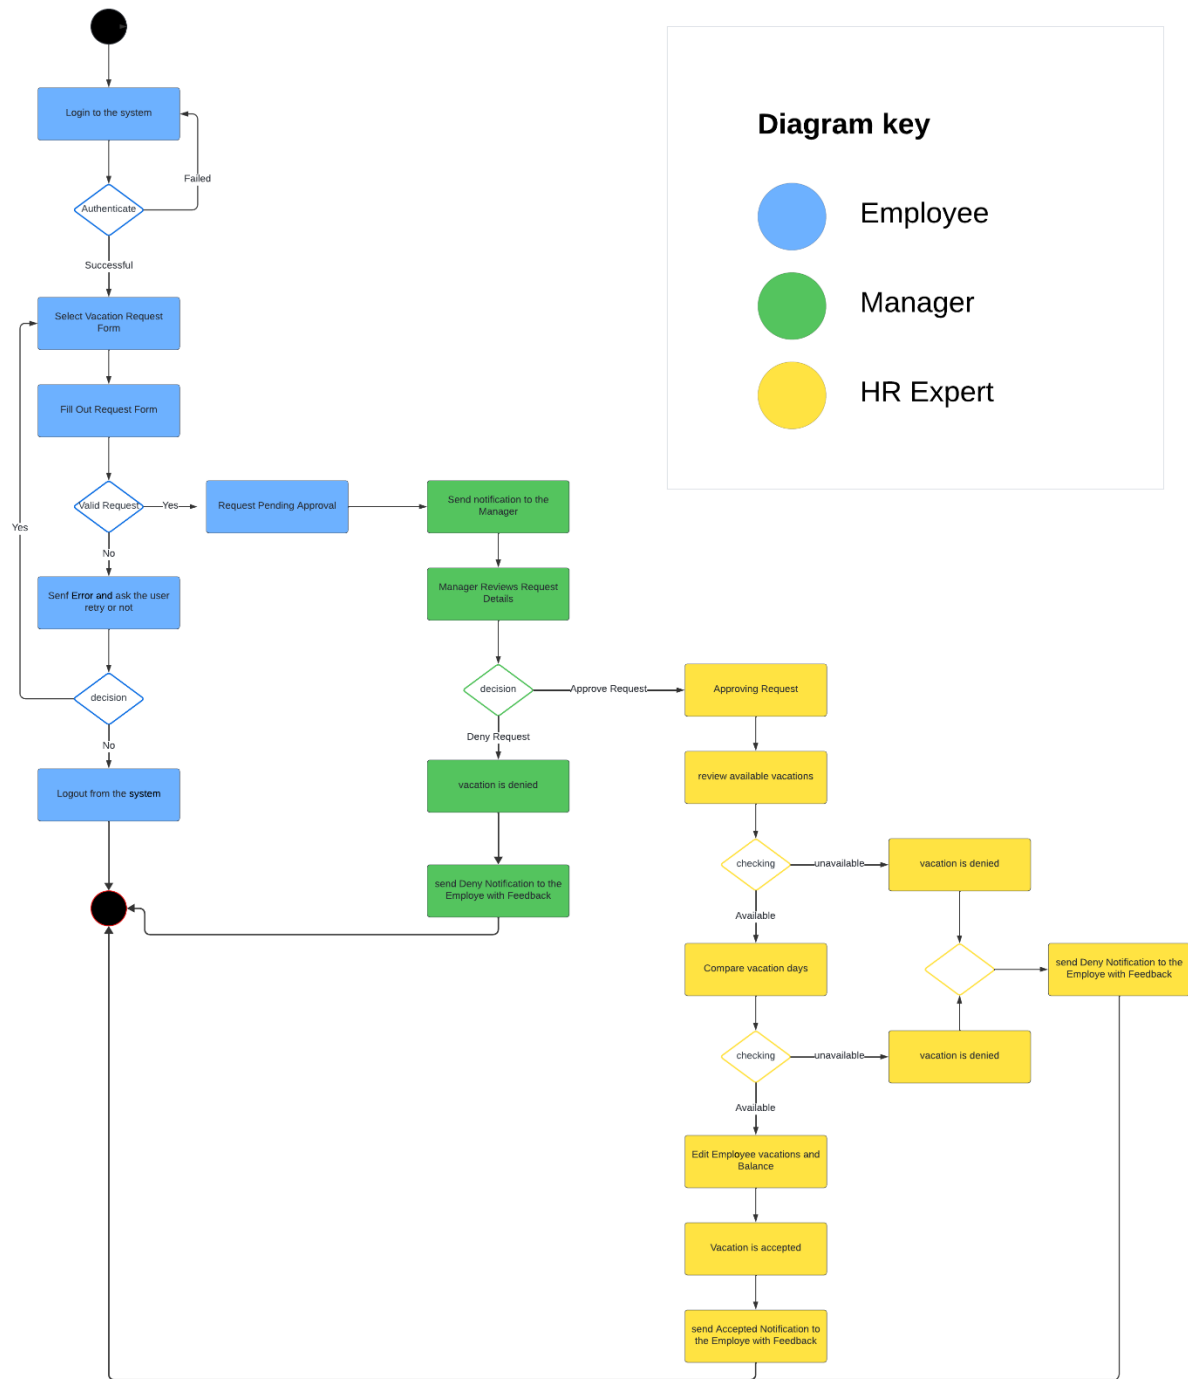 Diagram key
Employee
Manager
HR Expert
Login to the system
Failed
Authenticate
Successful
Select Vacation Request
Form
Fill Out Request Form
Valid Request
Yes
Request Pending Approval
Send notification to the
Manager
Yes
No
Senf Error and ask the user
retry or not
Manager Reviews Request
Details
decision
No
Logout from the system
decision
Approve Request
Deny Request
vacation is denied
send Deny Notification to the
Employe with Feedback
Approving Request
review available vacations
checking
unavailable
vacation is denied
Available
Compare vacation days
send Deny Notification to the
Employe with Feedback
checking
unavailable
vacation is denied
Available
Edit Employee vacations and
Balance
Vacation is accepted
send Accepted Notification to
the Employe with Feedback